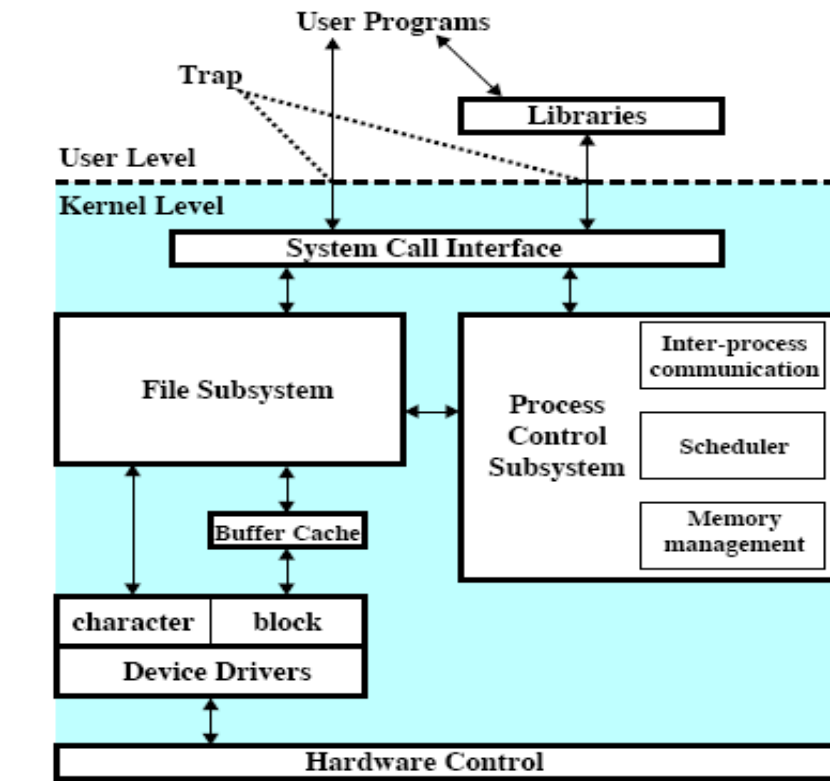 User Programs
Trap
Libraries
User Level
Kernel Level
System Call Interface
File Subsystem
Inter-process
communication
Process
Control
Subsystem
Scheduler
Memory
management
Buffer Cache
character
block
Device Drivers
Hardware Control